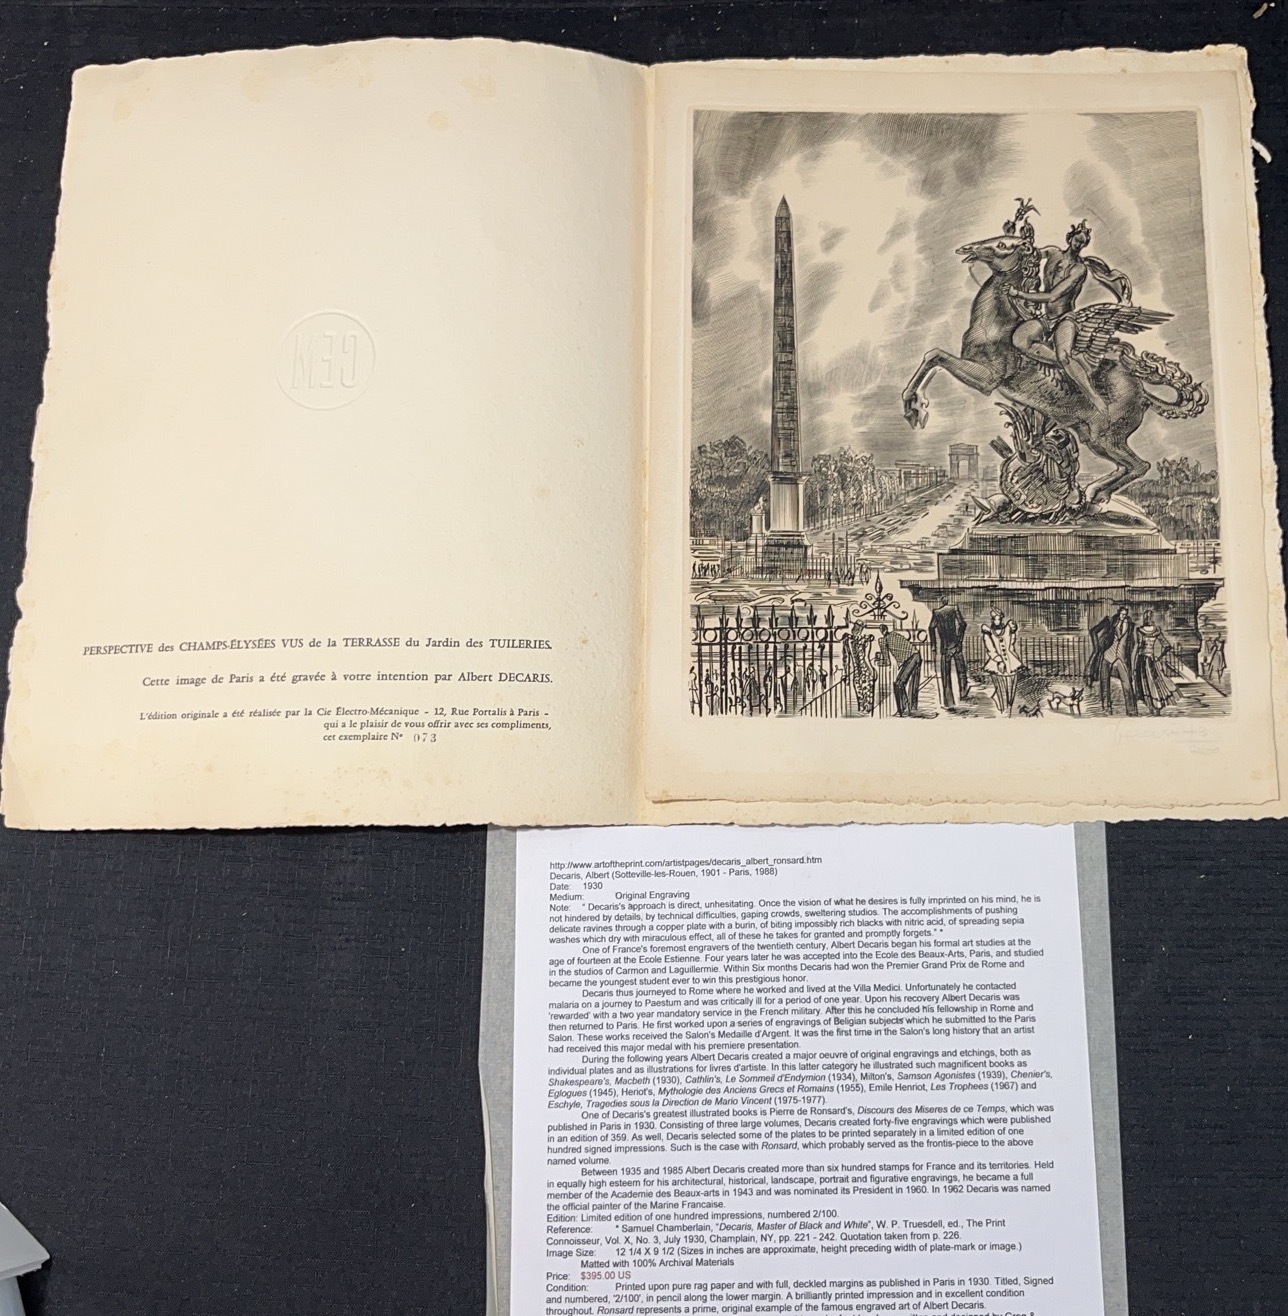 CEM
PERSPECTIVE des CHAMPS-ÉLYSÉES VUS de la TERRASSE du Jardin des TUILERIES.
Cette image de Paris a été gravée à votre intention par Albert DECARIS.
L'édition originale a été réalisée par la Cie Électro-Mécanique - 12, Rue Portalis à Paris -
qui a le plaisir de vous offrir avec ses compliments,
cet exemplaire N° 073
http://www.artoftheprint.com/artistpages/decaris_albert_ronsard.htm
Decaris, Albert (Sotteville-les-Rouen, 1901 - Paris, 1988)
Date: 1930
Medium: Original Engraving
Note: " Decaris's approach is direct, unhesitating. Once the vision of what he desires is fully imprinted on his mind, he is
not hindered by details, by technical difficulties, gaping crowds, sweltering studios. The accomplishments of pushing
delicate ravines through a copper plate with a burin, of biting impossibly rich blacks with nitric acid, of spreading sepia
washes which dry with miraculous effect, all of these he takes for granted and promptly forgets." *
One of France's foremost engravers of the twentieth century, Albert Decaris began his formal art studies at the
age of fourteen at the Ecole Estienne. Four years later he was accepted into the Ecole des Beaux-Arts, Paris, and studied
in the studios of Carmon and Laguillermie. Within Six months Decaris had won the Premier Grand Prix de Rome and
became the youngest student ever to win this prestigious honor.
Decaris thus journeyed to Rome where he worked and lived at the Villa Medici. Unfortunately he contacted
malaria on a journey to Paestum and was critically ill for a period of one year. Upon his recovery Albert Decaris was
'rewarded' with a two year mandatory service in the French military. After this he concluded his fellowship in Rome and
then returned to Paris. He first worked upon a series of engravings of Beligian subjects which he submitted to the Paris
Salon. These works received the Salon's Medaille d'Argent. It was the first time in the Salon's long history that an artist
had received this major medal with his premiere presentation.
During the following years Albert Decaris created a major oeuvre of original engravings and etchings, both as
individual plates and as illustrations for livres d'artiste. In this latter category he illustrated such magnificent books as
Shakespeare's, Macbeth (1930), Cathlin's, Le Sommeil d'Endymion (1934), Milton's, Samson Agonistes (1939), Chenier's,
Eglogues (1945), Heriot's, Mythologie des Anciens Grecs et Romains (1955), Emile Henriot, Les Trophees (1967) and
Eschyle, Tragedies sous la Direction de Mario Vincent (1975-1977).
One of Decaris's greatest illustrated books is Pierre de Ronsard's, Discours des Miseres de ce Temps, which was
published in Paris in 1930. Consisting of three large volumes, Decaris created forty-five engravings which were published
in an edition of 359. As well, Decaris selected some of the plates to be printed separately in a limited edition of one
hundred signed impressions. Such is the case with Ronsard, which probably served as the frontis-piece to the above
named volume.
Between 1935 and 1985 Albert Decaris created more than six hundred stamps for France and its territories. Held
in equally high esteem for his architectural, historical, landscape, portrait and figurative engravings, he became a full
member of the Academie des Beaux-arts in 1943 and was nominated its President in 1960. In 1962 Decaris was named
the official painter of the Marine Francaise.
Edition: Limited edition of one hundred impressions, numbered 2/100.
Reference: * Samuel Chamberlain, "Decaris, Master of Black and White", W. P. Truesdell, ed., The Print
Connoisseur, Vol. X, No. 3, July 1930, Champlain, NY, pp. 221 - 242. Quotation taken from p. 226.
Image Size: 12 1/4 X 9 1/2 (Sizes in inches are approximate, height preceding width of plate-mark or image.)
Matted with 100% Archival Materials
Price: $395.00 US
Condition: Printed upon pure rag paper and with full, deckled margins as published in Paris in 1930. Titled, Signed
and numbered, '2/100', in pencil along the lower margin. A brilliantly printed impression and in excellent condition
throughout. Ronsard represents a prime, original example of the famous engraved art of Albert Decaris.